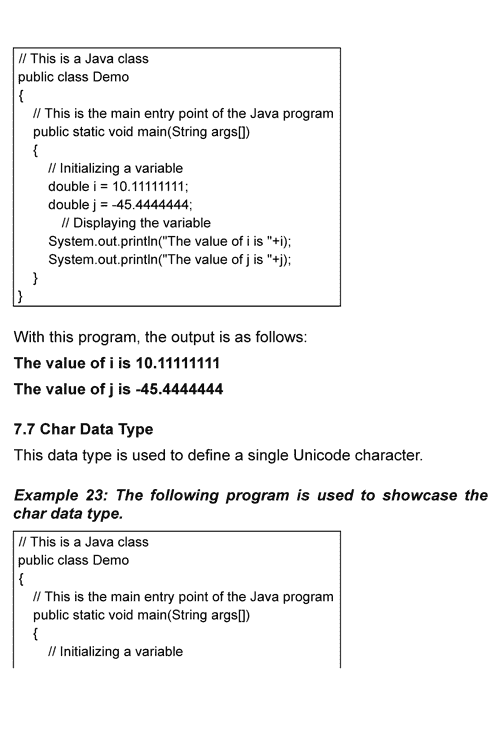 // This is a Java class
public class Demo
{
// This is the main entry point of the Java program
public static void main(String args[])
{
// Initializing a variable
double i = 10.11111111;
double j = -45.4444444;
// Displaying the variable
System.out.println("The value of i is "+i);
System.out.println("The value of j is "+j);
}
}
With this program, the output is as follows:
The value of i is 10.11111111
The value of j is -45.4444444
7.7 Char Data Type
This data type is used to define a single Unicode character.
Example 23: The following program is used to showcase the
char data type.
// This is a Java class
public class Demo
{
// This is the main entry point of the Java program
public static void main(String args[])
{
// Initializing a variable